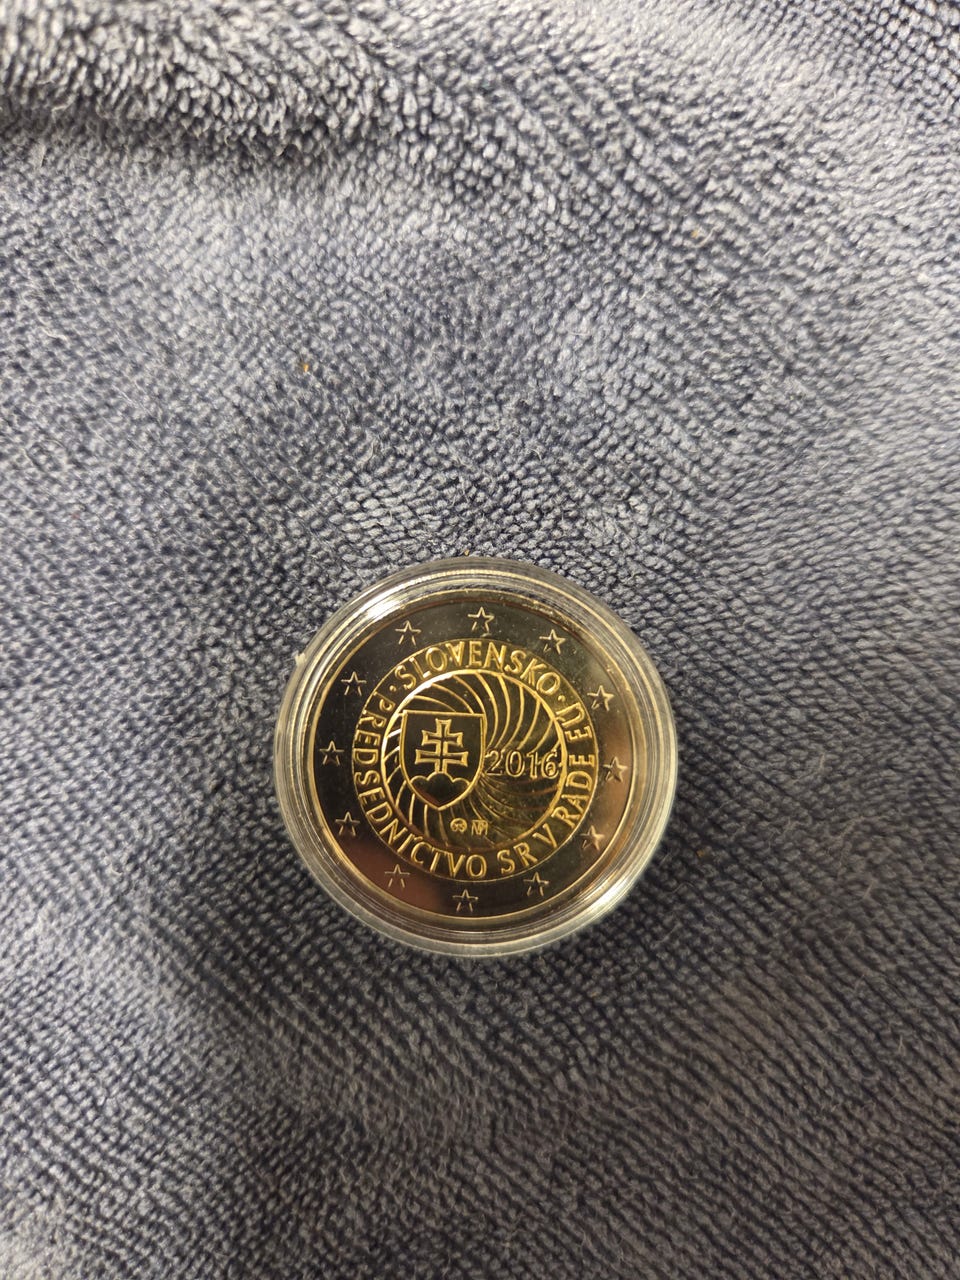 SLOVENSKO
PREDSEDNÍCTVO SR V RADE EÚ
2016